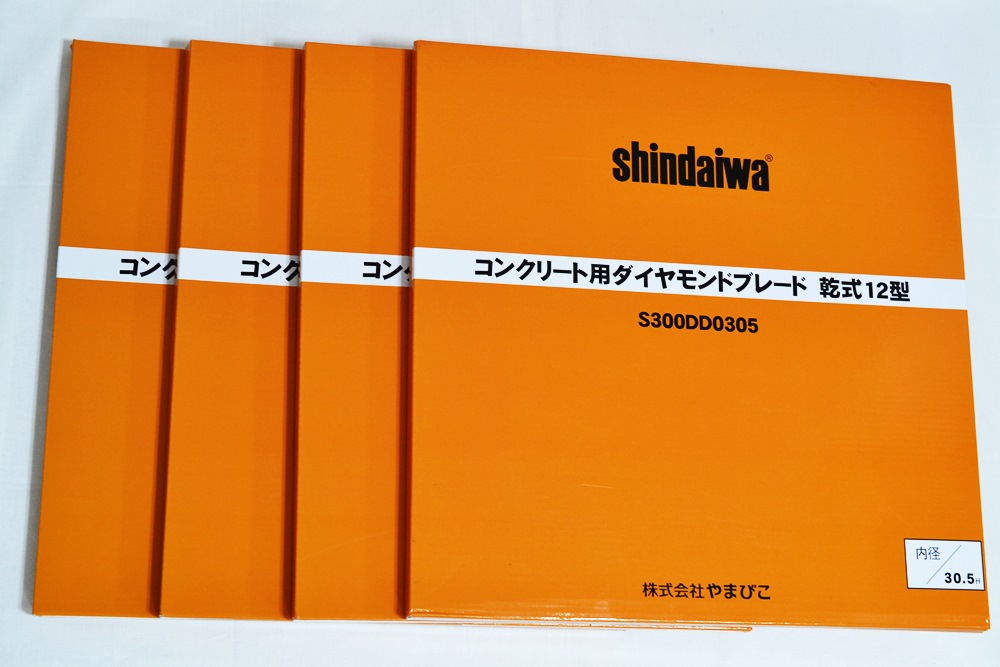 shindaiwa®
コンク
コンク
コン
コンクリート用ダイヤモンドブレード 乾式12型
S300DD0305
内径
30.5H
株式会社やまびこ